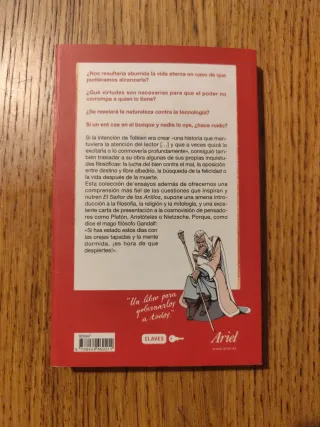 ¿Nos resultaría aburrida la vida eterna en caso de que
pudiéramos alcanzarla?
¿Qué virtudes son necesarias para que el poder no
corrompa a quien lo tiene?
¿Se revelará la naturaleza contra la tecnología?
Si un ent cae en el bosque y nadie lo oye, ¿hace ruido?
Si la intención de Tolkien era crear «una historia que man-
tuviera la atención del lector [...] y que a veces quizá lo
excitaría o lo conmovería profundamente», consiguió tam-
bién trasladar a su obra algunas de sus propias inquietu-
des filosóficas: la lucha del bien contra el mal, la oposición
entre destino y libre albedrío, la búsqueda de la felicidad o
la vida después de la muerte.
Esta colección de ensayos además de ofrecernos una
comprensión más fiel de las cuestiones que inspiran y
nutren El Señor de los Anillos, supone una amena intro-
ducción a la filosofía, la religión y la mitología, y una exce-
lente carta de presentación a la cosmovisión de pensado-
res como Platón, Aristóteles o Nietzsche. Porque, como
dice el mago filósofo Gandalf:
«Si has estado estos días con
las orejas tapadas y la mente
dormida, ¡es hora de que
despiertes!».
"Un libro para
gobernarlos
a todos"
CLAVES
Ariel